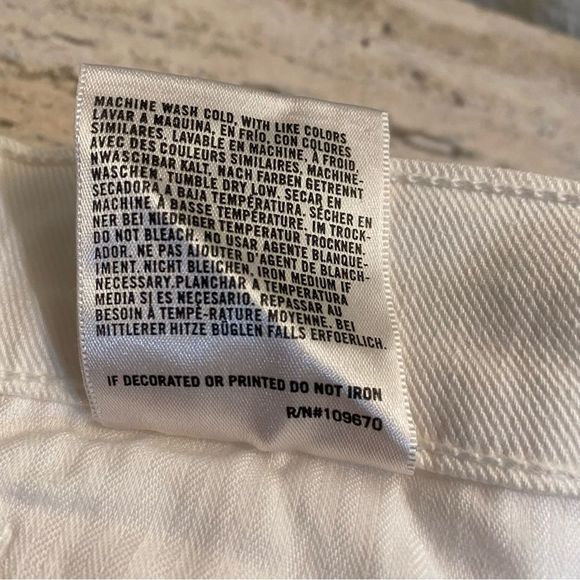 MACHINE WASH COLD, WITH LIKE COLORS
LAVAR A MAQUINA, EN FRÍO, CON COLORES
SIMILARES. LAVABLE EN MACHINE, À FROID,
AVEC DES COULEURS SIMILAIRES, MACHINE-
NWASCHBAR KALT, NACH FARBEN GETRENNT
WASCHEN, TUMBLE DRY LOW. SECAR EN
SECADORA A BAJA TEMPERATÚRA. SÉCHER EN
MACHINE À BASSE TEMPÉRATURE. IM TROCK-
NER BEI NIEDRIGER TEMPERATUR TROCKNEN.
DO NOT BLEACH. NO USAR AGENTE BLANQUE-
ADOR. NE PAS AJOUTER D'AGENT DE BLANCH-
IMENT. NICHT BLEICHEN, IRON MEDIUM IF
NECESSARY.PLANCHAR A TEMPERATURA
MEDIA SI ES NEÇESARIO. REPASSAR AU
BESOIN À TEMPÉ-RATURE MOYENNE. BEI
MITTLERER HITZE BÜGLEN FALLS ERFOERLICH.
IF DECORATED OR PRINTED DO NOT IRON
R/N#109670